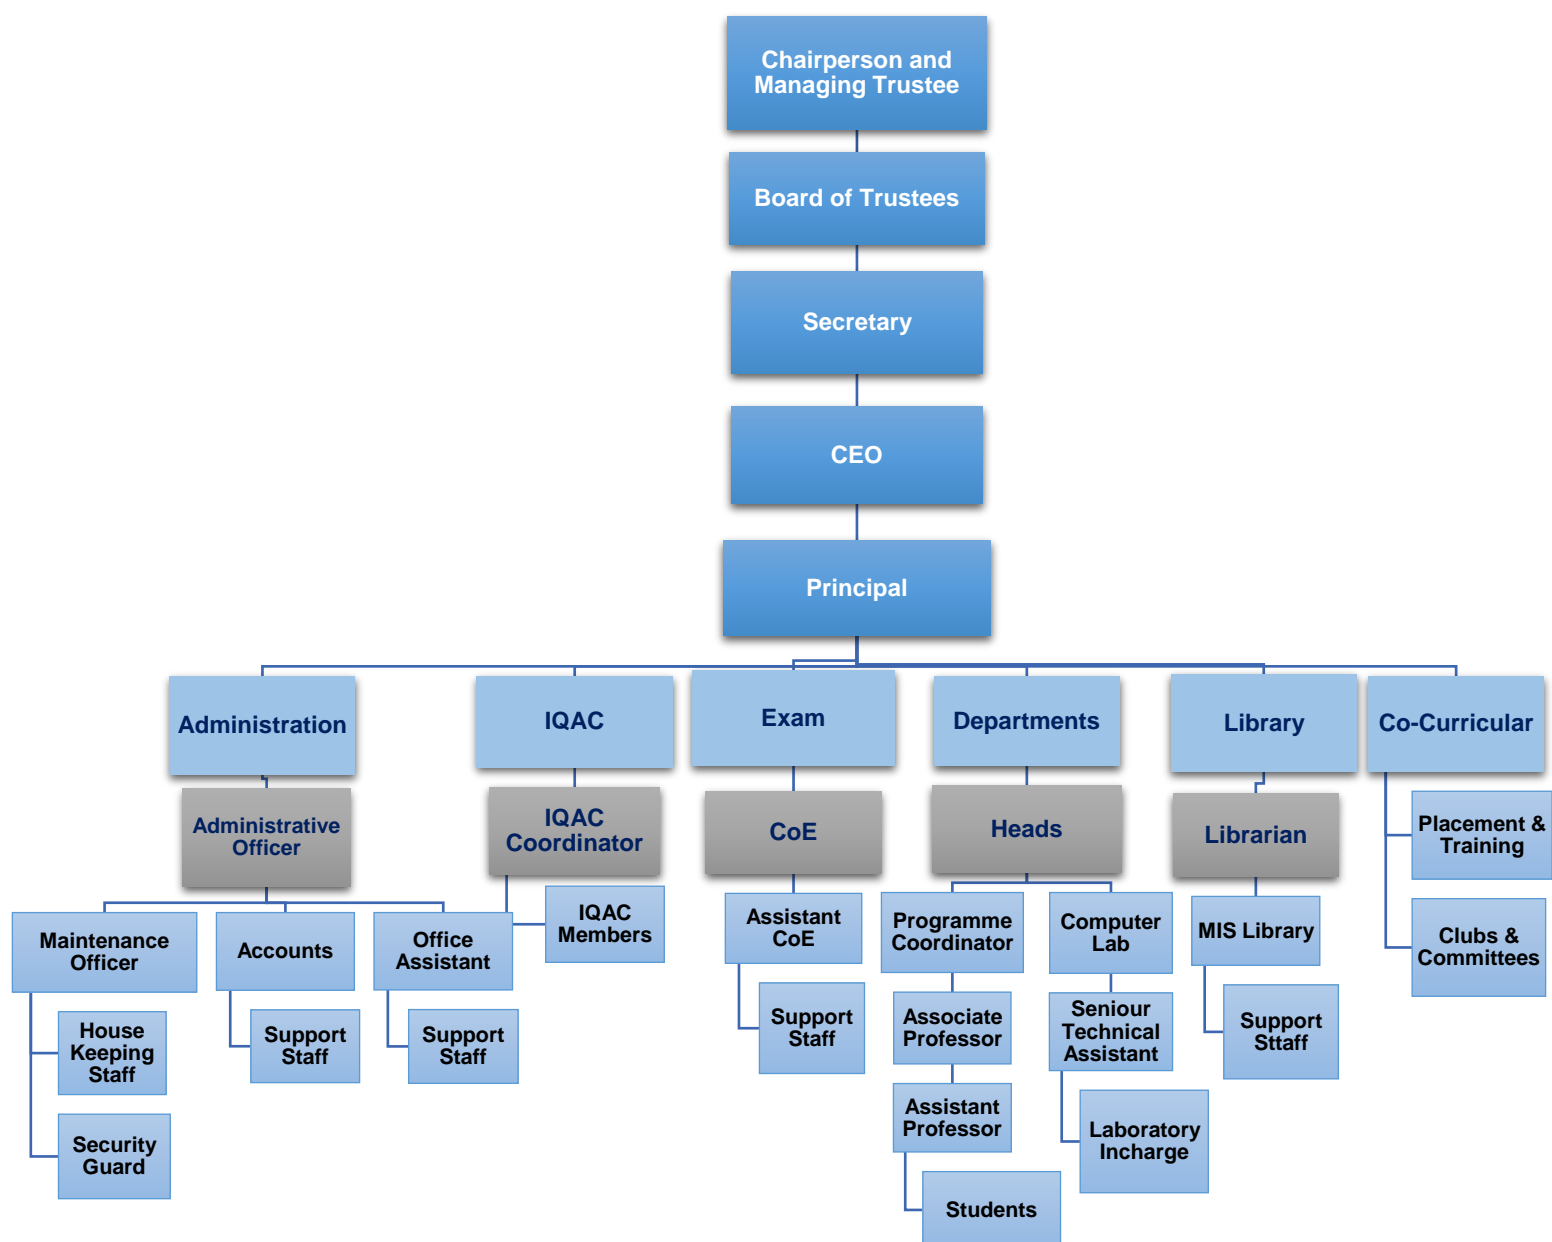 Chairperson and
Managing Trustee
Board of Trustees
Secretary
CEO
Principal
Administration
IQAC
Exam
Departments
Library
Co-Curricular
Administrative
Officer
IQAC
Coordinator
CoE
Heads
Librarian
Placement &
Training
Maintenance
Officer
Accounts
Office
Assistant
IQAC
Members
Assistant
CoE
Programme
Coordinator
Computer
Lab
MIS Library
Clubs &
Committees
House
Keeping
Staff
Support
Staff
Support
Staff
Support
Staff
Associate
Professor
Seniour
Technical
Assistant
Support
Sttaff
Security
Guard
Assistant
Professor
Laboratory
Incharge
Students